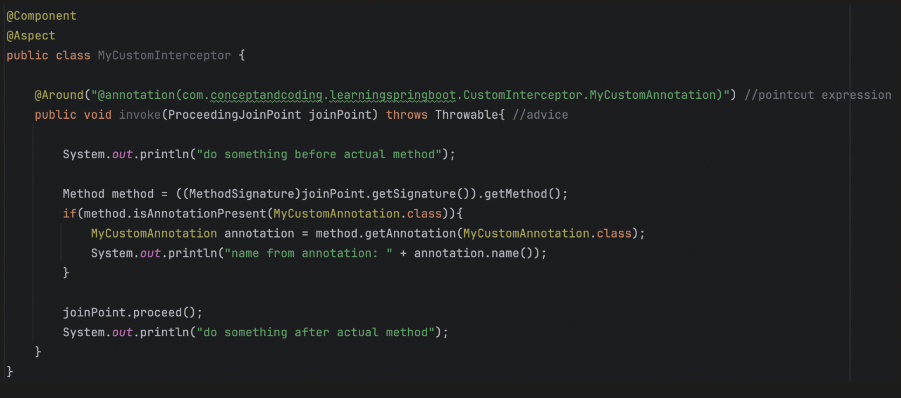 @Component
@Aspect
public class MyCustomInterceptor {
@Around("@annotation(com.conceptandcoding.learningspringboot.CustomInterceptor.MyCustomAnnotation)") //pointcut expression
public void invoke(ProceedingJoinPoint joinPoint) throws Throwable{ //advice
System.out.println("do something before actual method");
Method method = ((MethodSignature)joinPoint.getSignature()).getMethod();
if(method.isAnnotationPresent(MyCustomAnnotation.class)){
MyCustomAnnotation annotation = method.getAnnotation(MyCustomAnnotation.class);
System.out.println("name from annotation: " + annotation.name());
}
joinPoint.proceed();
System.out.println("do something after actual method");
}
}